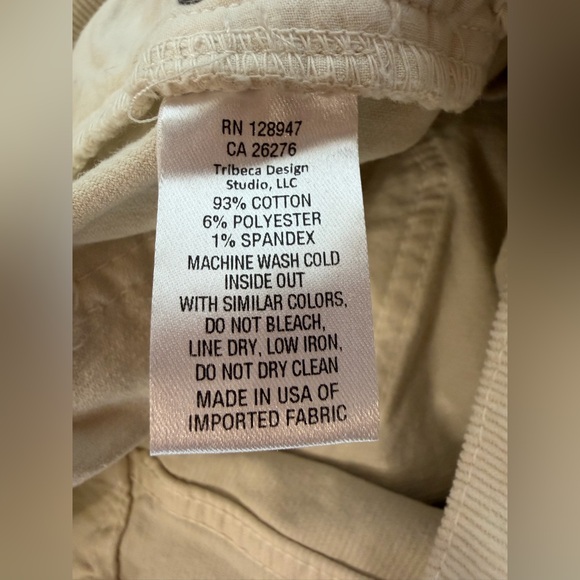 RN 128947
CA 26276
Tribeca Design
Studio, LLC
93% COTTON
6% POLYESTER
1% SPANDEX
MACHINE WASH COLD
INSIDE OUT
WITH SIMILAR COLORS,
DO NOT BLEACH,
LINE DRY, LOW IRON,
DO NOT DRY CLEAN
MADE IN USA OF
IMPORTED FABRIC